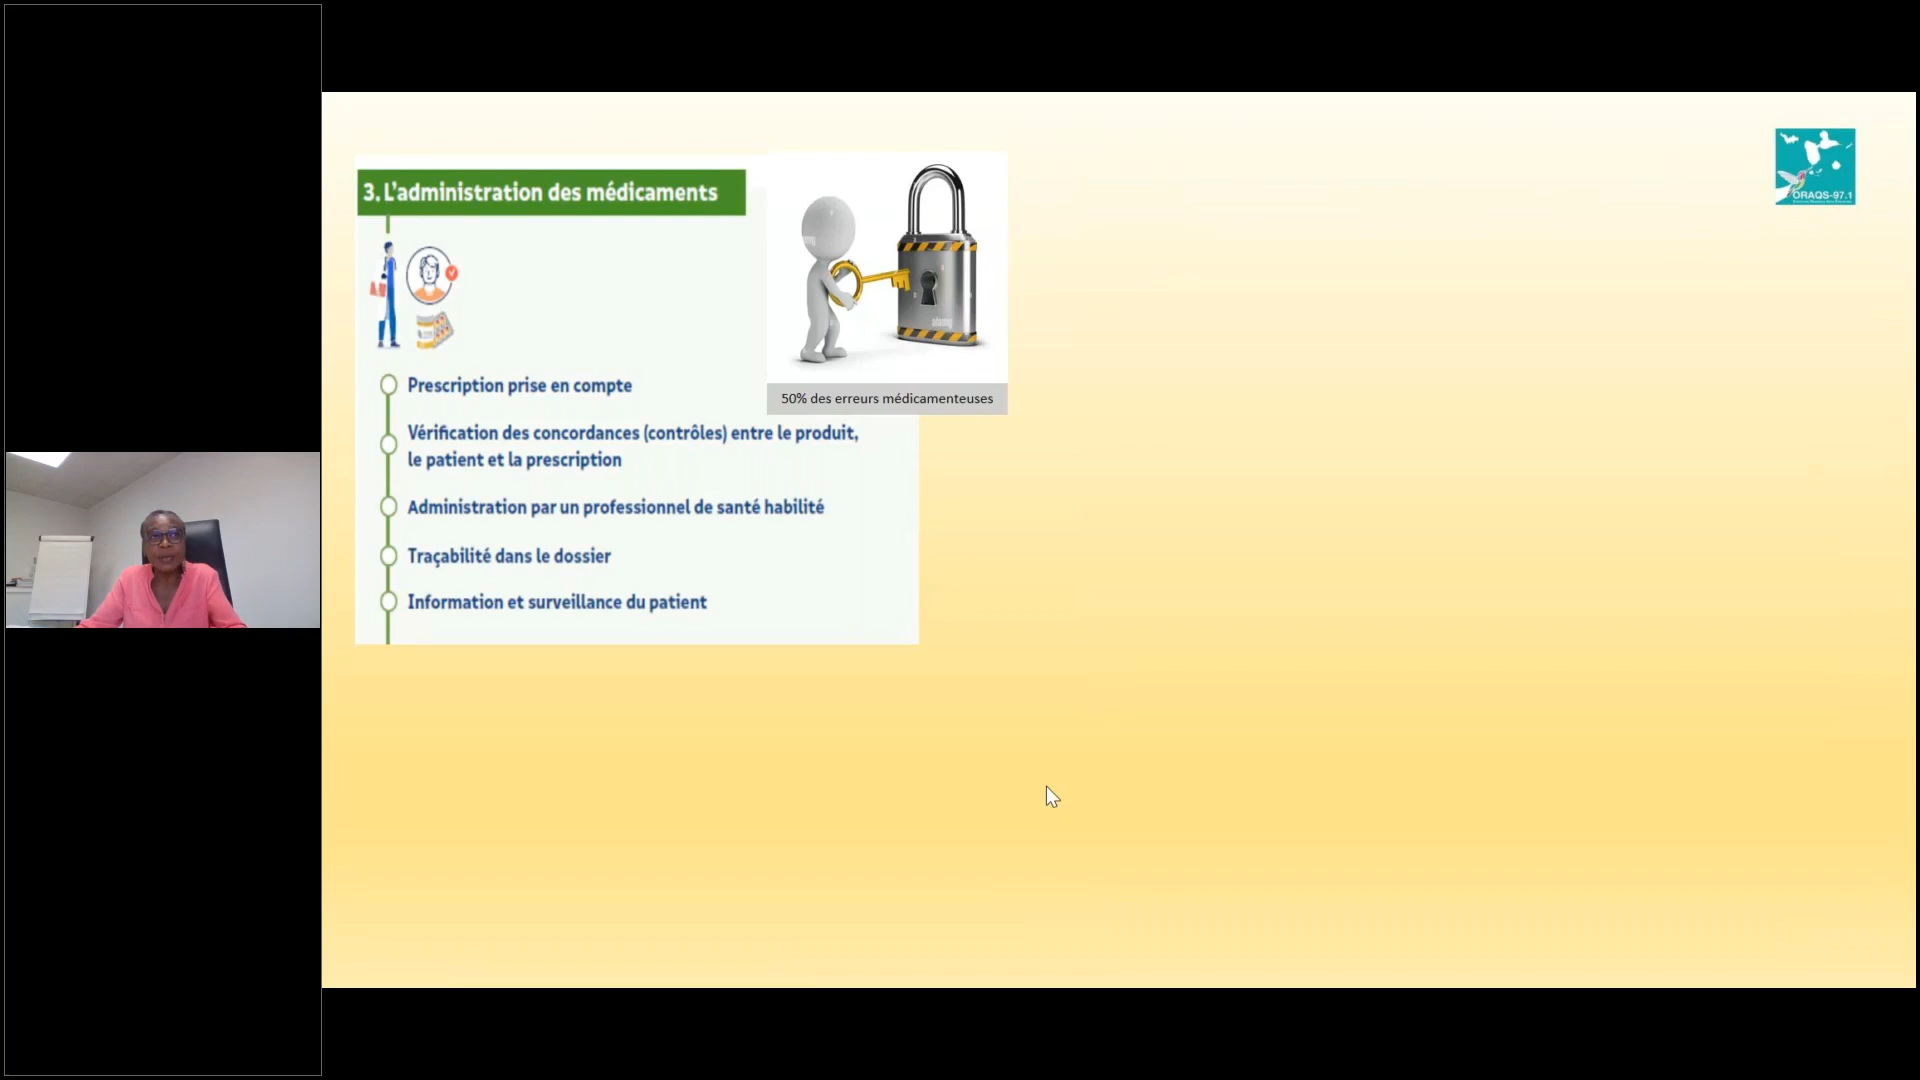 3. L'administration des médicaments
50% des erreurs médicamenteuses
Prescription prise en compte
Vérification des concordances (contrôles) entre le produit,
le patient et la prescription
Administration par un professionnel de santé habilité
Traçabilité dans le dossier
Information et surveillance du patient
ORAQS-97.1